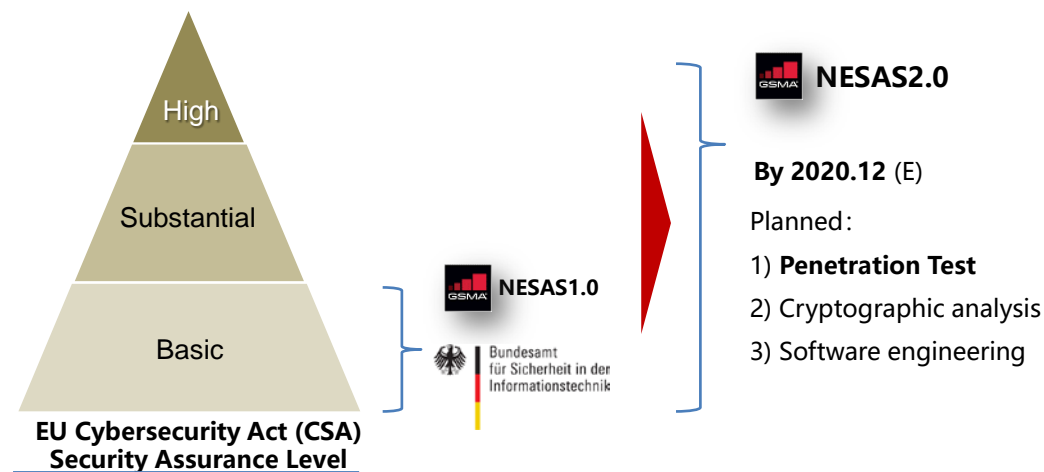 High
Substantial
Basic
EU Cybersecurity Act (CSA)
Security Assurance Level
GSMA
NESAS1.0
Bundesamt
für Sicherheit in der
Informationstechnik
GSMA
NESAS2.0
By 2020.12 (E)
Planned：
1) Penetration Test
2) Cryptographic analysis
3) Software engineering